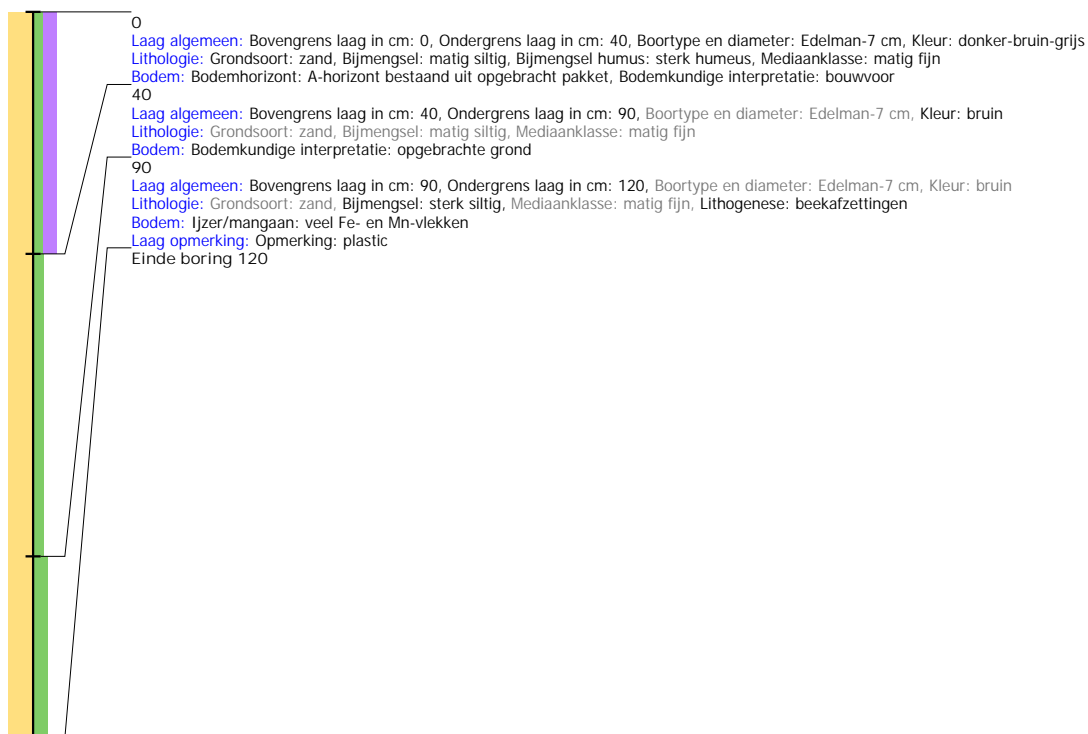 0
Laag algemeen: Bovengrens laag in cm: 0, Ondergrens laag in cm: 40, Boortype en diameter: Edelman-7 cm, Kleur: donker-bruin-grijs
Lithologie: Grondsoort: zand, Bijmengsel: matig siltig, Bijmengsel humus: sterk humeus, Mediaanklasse: matig fijn
Bodem: Bodemhorizont: A-horizont bestaand uit opgebracht pakket, Bodemkundige interpretatie: bouwvoor
40
Laag algemeen: Bovengrens laag in cm: 40, Ondergrens laag in cm: 90, Boortype en diameter: Edelman-7 cm, Kleur: bruin
Lithologie: Grondsoort: zand, Bijmengsel: matig siltig, Mediaanklasse: matig fijn
Bodem: Bodemkundige interpretatie: opgebrachte grond
90
Laag algemeen: Bovengrens laag in cm: 90, Ondergrens laag in cm: 120, Boortype en diameter: Edelman-7 cm, Kleur: bruin
Lithologie: Grondsoort: zand, Bijmengsel: sterk siltig, Mediaanklasse: matig fijn, Lithogenese: beekafzettingen
Bodem: Ijzer/mangaan: veel Fe- en Mn-vlekken
Laag opmerking: Opmerking: plastic
Einde boring 120